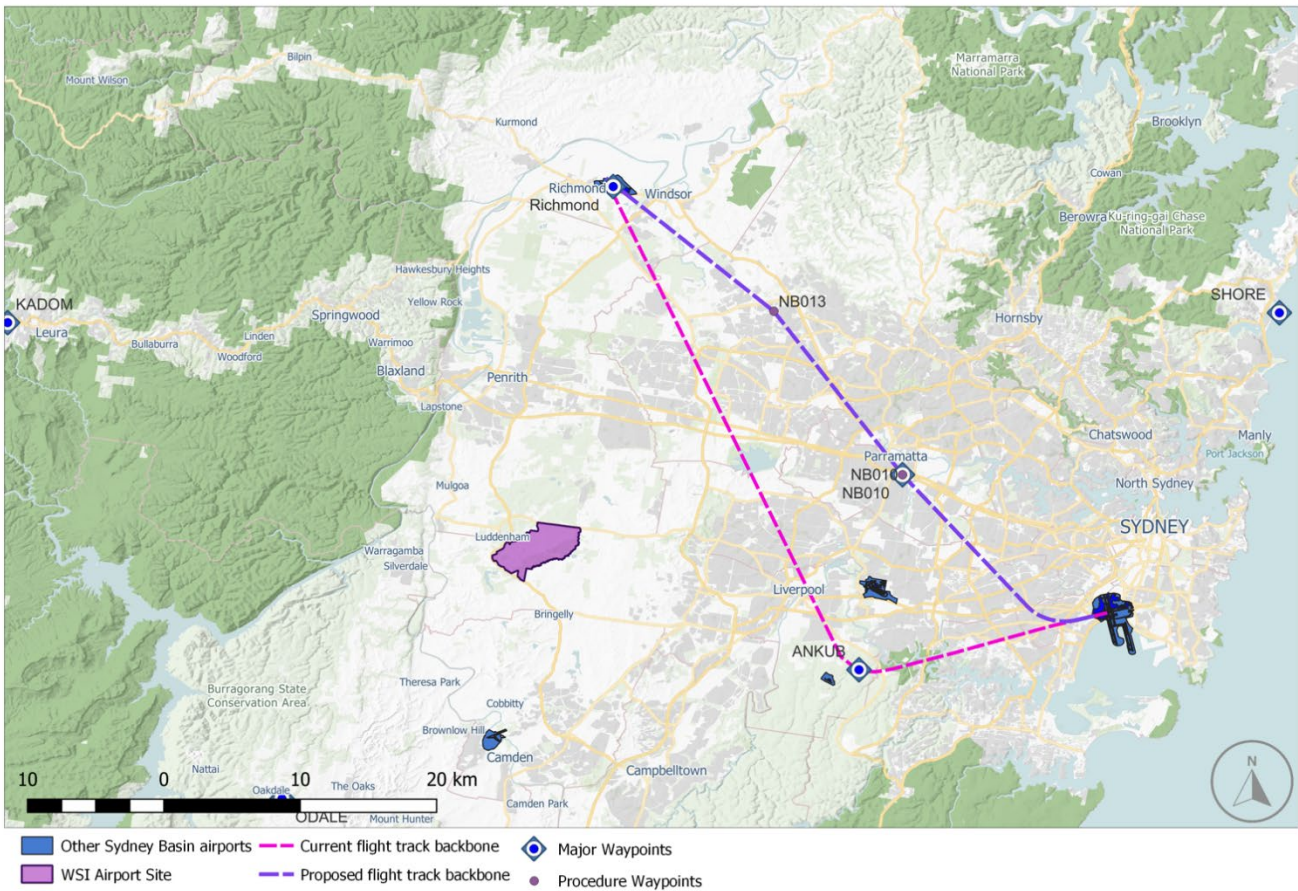 Marramarra
National Park
Bilpin
Mount Wilson
Brooklyn
Kurmond
Cowan
Richmond
Windsor
Richmond
Berowra
Ku-ring-gai Chase
National Park
Hawkesbury Heights
Yellow Rock
KADOM
NB013
SHORE
Springwood
Hornsby
Leura
Linden
Bullaburra
Warrimoo
Woodford
Blaxland
Penrith
Lapstone
Chatswood
Manly
Parramatta
Port Jackson
NB010
North Sydney
Mulgoa
NB010
SYDNEY
Luddenham
Warragamba
Silverdale
Liverpool
Bringelly
ANKUB
Theresa Park
Burragorang State
Conservation Area
Cobbitty
Brownlow Hill
Camden
Nattai
Campbelltown
10 0 10 20 km
Oakdale
The Oaks
Camden Park
ODALE
Mount Hunter
N
Other Sydney Basin airports
Current flight track backbone
Major Waypoints
WSI Airport Site
Proposed flight track backbone
Procedure Waypoints